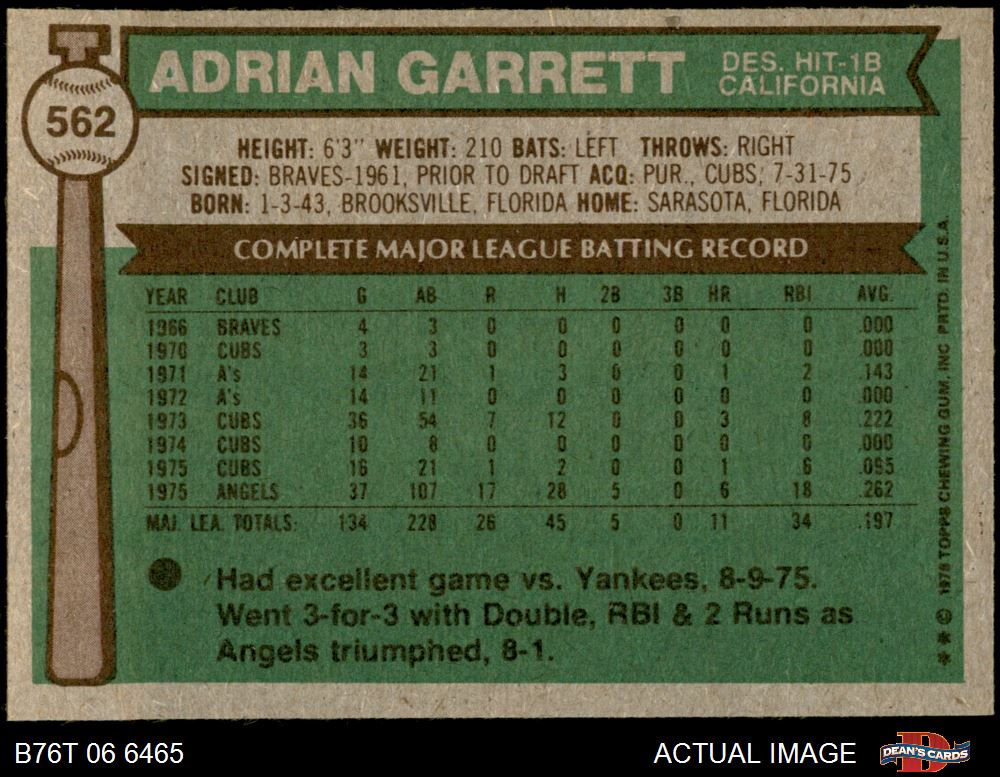 562
ADRIAN GARRETT
DES. HIT-1B
CALIFORNIA
HEIGHT: 6'3" WEIGHT: 210 BATS: LEFT THROWS: RIGHT
SIGNED: BRAVES-1961, PRIOR TO DRAFT ACQ: PUR., CUBS, 7-31-75
BORN: 1-3-43, BROOKSVILLE, FLORIDA HOME: SARASOTA, FLORIDA
COMPLETE MAJOR LEAGUE BATTING RECORD
YEAR CLUB G AB R H 2B 3B HR RBI AVG.
1966 BRAVES 4 3 0 0 0 0 0 0 .000
1970 CUBS 3 3 0 0 0 0 0 0 .000
1971 A's 14 21 1 3 0 0 1 2 .143
1972 A's 14 11 0 0 0 0 0 0 .000
1973 CUBS 36 54 7 12 0 0 3 8 .222
1974 CUBS 10 8 0 0 0 0 0 0 .000
1975 CUBS 16 21 1 2 0 0 1 6 .095
1975 ANGELS 37 107 17 28 5 0 6 18 .262
MAJ. LEA. TOTALS: 134 228 26 45 5 0 11 34 .197
Had excellent game vs. Yankees, 8-9-75.
Went 3-for-3 with Double, RBI & 2 Runs as
Angels triumphed, 8-1.
** © 1976 TOPPS CHEWING GUM, INC PRTD. IN U.S.A.
B76T 06 6465
ACTUAL IMAGE
D
DEAN'S CARDS